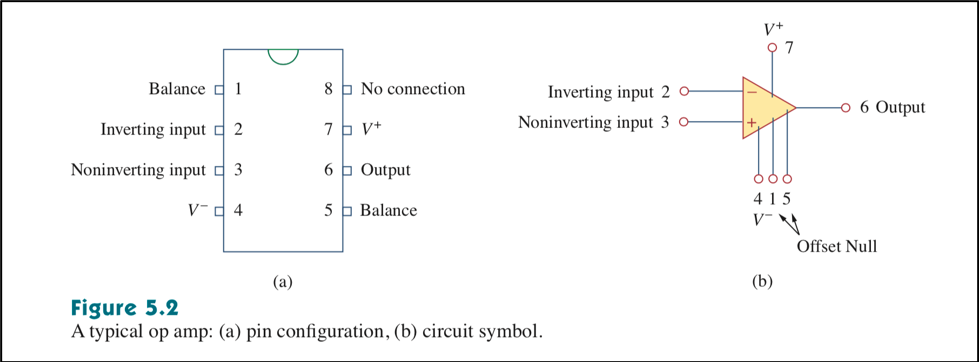 V⁺
7
Balance 1
8 No connection
Inverting input 2
7 V⁺
Noninverting input 3
6 Output
V⁻ 4
5 Balance
(a)
Inverting input 2
−
Noninverting input 3
+
6 Output
4 1 5
V⁻
Offset Null
(b)
Figure 5.2
A typical op amp: (a) pin configuration, (b) circuit symbol.